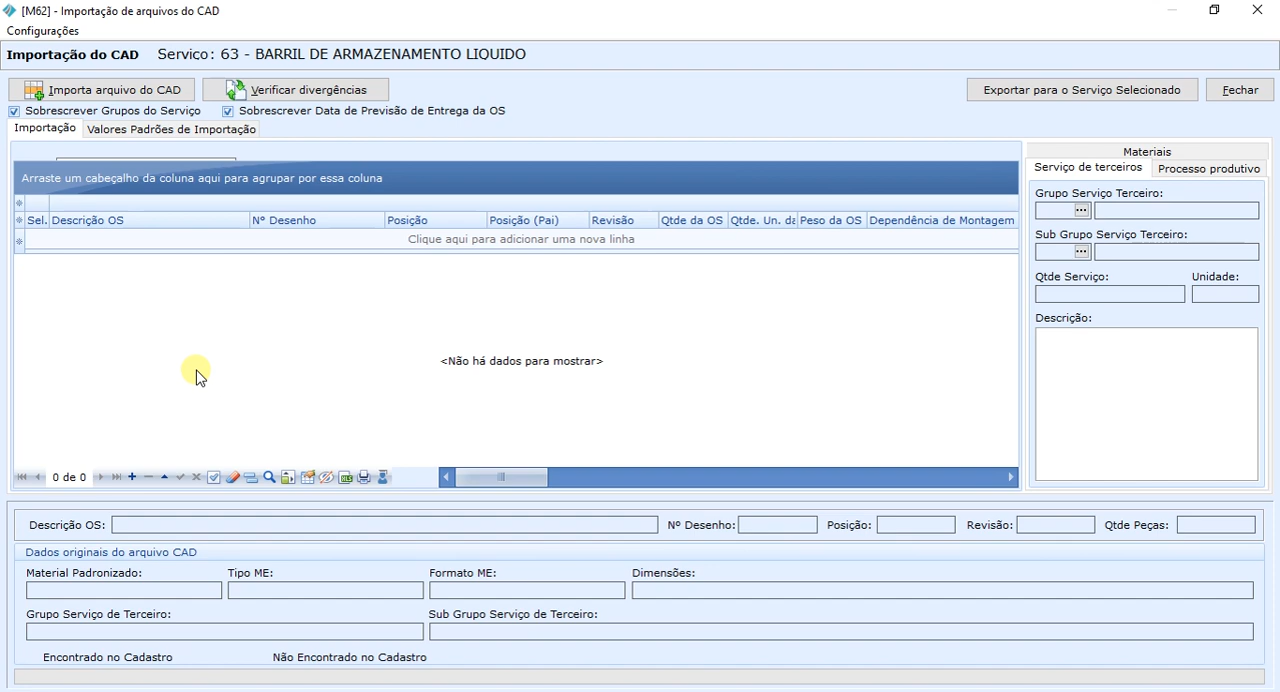 [M62] - Importação de arquivos do CAD
Configurações
Importação do CAD Servico: 63 - BARRIL DE ARMAZENAMENTO LIQUIDO
Importa arquivo do CAD Verificar divergências Exportar para o Serviço Selecionado Fechar
Sobrescrever Grupos do Serviço Sobrescrever Data de Previsão de Entrega da OS
Importação Valores Padrões de Importação
Materiais
Serviço de terceiros Processo produtivo
Arraste um cabeçalho da coluna aqui para agrupar por essa coluna
Sel. Descrição OS Nº Desenho Posição Posição (Pai) Revisão Qtde da OS Qtde. Un. da Peso da OS Dependência de Montagem
Clique aqui para adicionar uma nova linha
<Não há dados para mostrar>
0 de 0
Grupo Serviço Terceiro:
Sub Grupo Serviço Terceiro:
Qtde Serviço: Unidade:
Descrição:
Descrição OS: Nº Desenho: Posição: Revisão: Qtde Peças:
Dados originais do arquivo CAD
Material Padronizado: Tipo ME: Formato ME: Dimensões:
Grupo Serviço de Terceiro: Sub Grupo Serviço de Terceiro:
Encontrado no Cadastro Não Encontrado no Cadastro